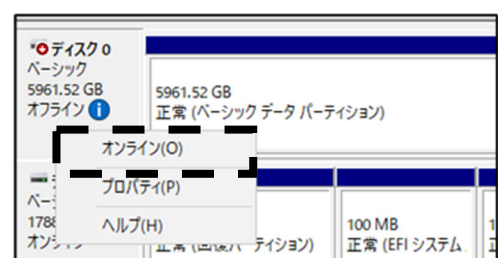 ディスク 0
ベーシック
5961.52 GB
オフライン
5961.52 GB
正常 (ベーシック データ パーティション)
オンライン(O)
プロパティ(P)
ヘルプ(H)
100 MB
正常 (EFI システム